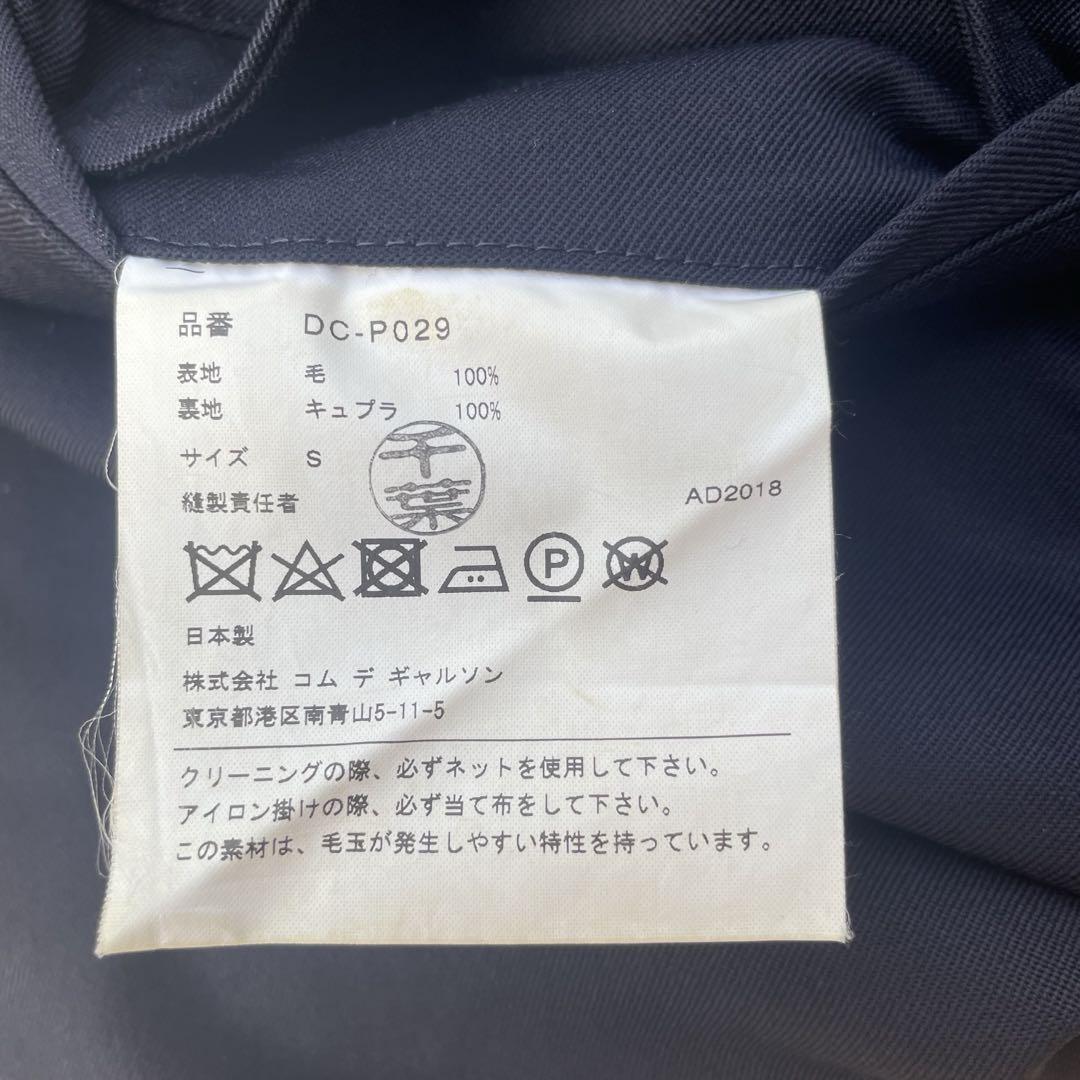 品番 DC-P029
表地 毛 100%
裏地 キュプラ 100%
サイズ S
千葉
縫製責任者 AD2018
P W
日本製
株式会社 コム デ ギャルソン
東京都港区南青山5-11-5
クリーニングの際、必ずネットを使用して下さい。
アイロン掛けの際、必ず当て布をして下さい。
この素材は、毛玉が発生しやすい特性を持っています。